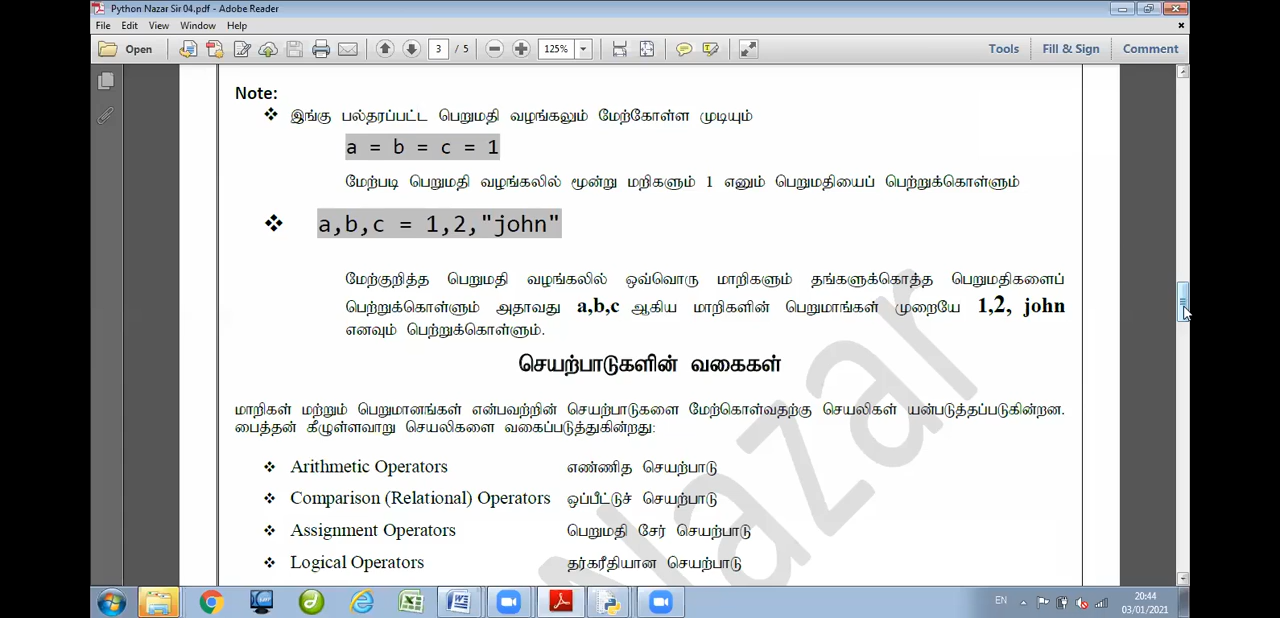 Python Nazar Sir 04.pdf - Adobe Reader
File Edit View Window Help
Open 3 / 5 125% Tools Fill & Sign Comment
Note:
❖ இங்கு பல்தரப்பட்ட பெறுமதி வழங்கலும் மேற்கோள்ள முடியும்
a = b = c = 1
மேற்படி பெறுமதி வழங்கலில் மூன்று மறிகளும் 1 எனும் பெறுமதியைப் பெற்றுக்கொள்ளும்
❖ a,b,c = 1,2,"john"
மேற்குறித்த பெறுமதி வழங்கலில் ஒவ்வொரு மாறிகளும் தங்களுக்கொத்த பெறுமதிகளைப்
பெற்றுக்கொள்ளும் அதாவது a,b,c ஆகிய மாறிகளின் பெறுமாங்கள் முறையே 1,2, john
எனவும் பெற்றுக்கொள்ளும்.
செயற்பாடுகளின் வகைகள்
மாறிகள் மற்றும் பெறுமானங்கள் என்பவற்றின் செயற்பாடுகளை மேற்கொள்வதற்கு செயலிகள் யன்படுத்தப்படுகின்றன.
பைத்தன் கீழுள்ளவாறு செயலிகளை வகைப்படுத்துகின்றது:
❖ Arithmetic Operators எண்ணித செயற்பாடு
❖ Comparison (Relational) Operators ஒப்பீட்டுச் செயற்பாடு
❖ Assignment Operators பெறுமதி சேர் செயற்பாடு
❖ Logical Operators தர்கரீதியான செயற்பாடு
Nazar
EN 20:44
03/01/2021